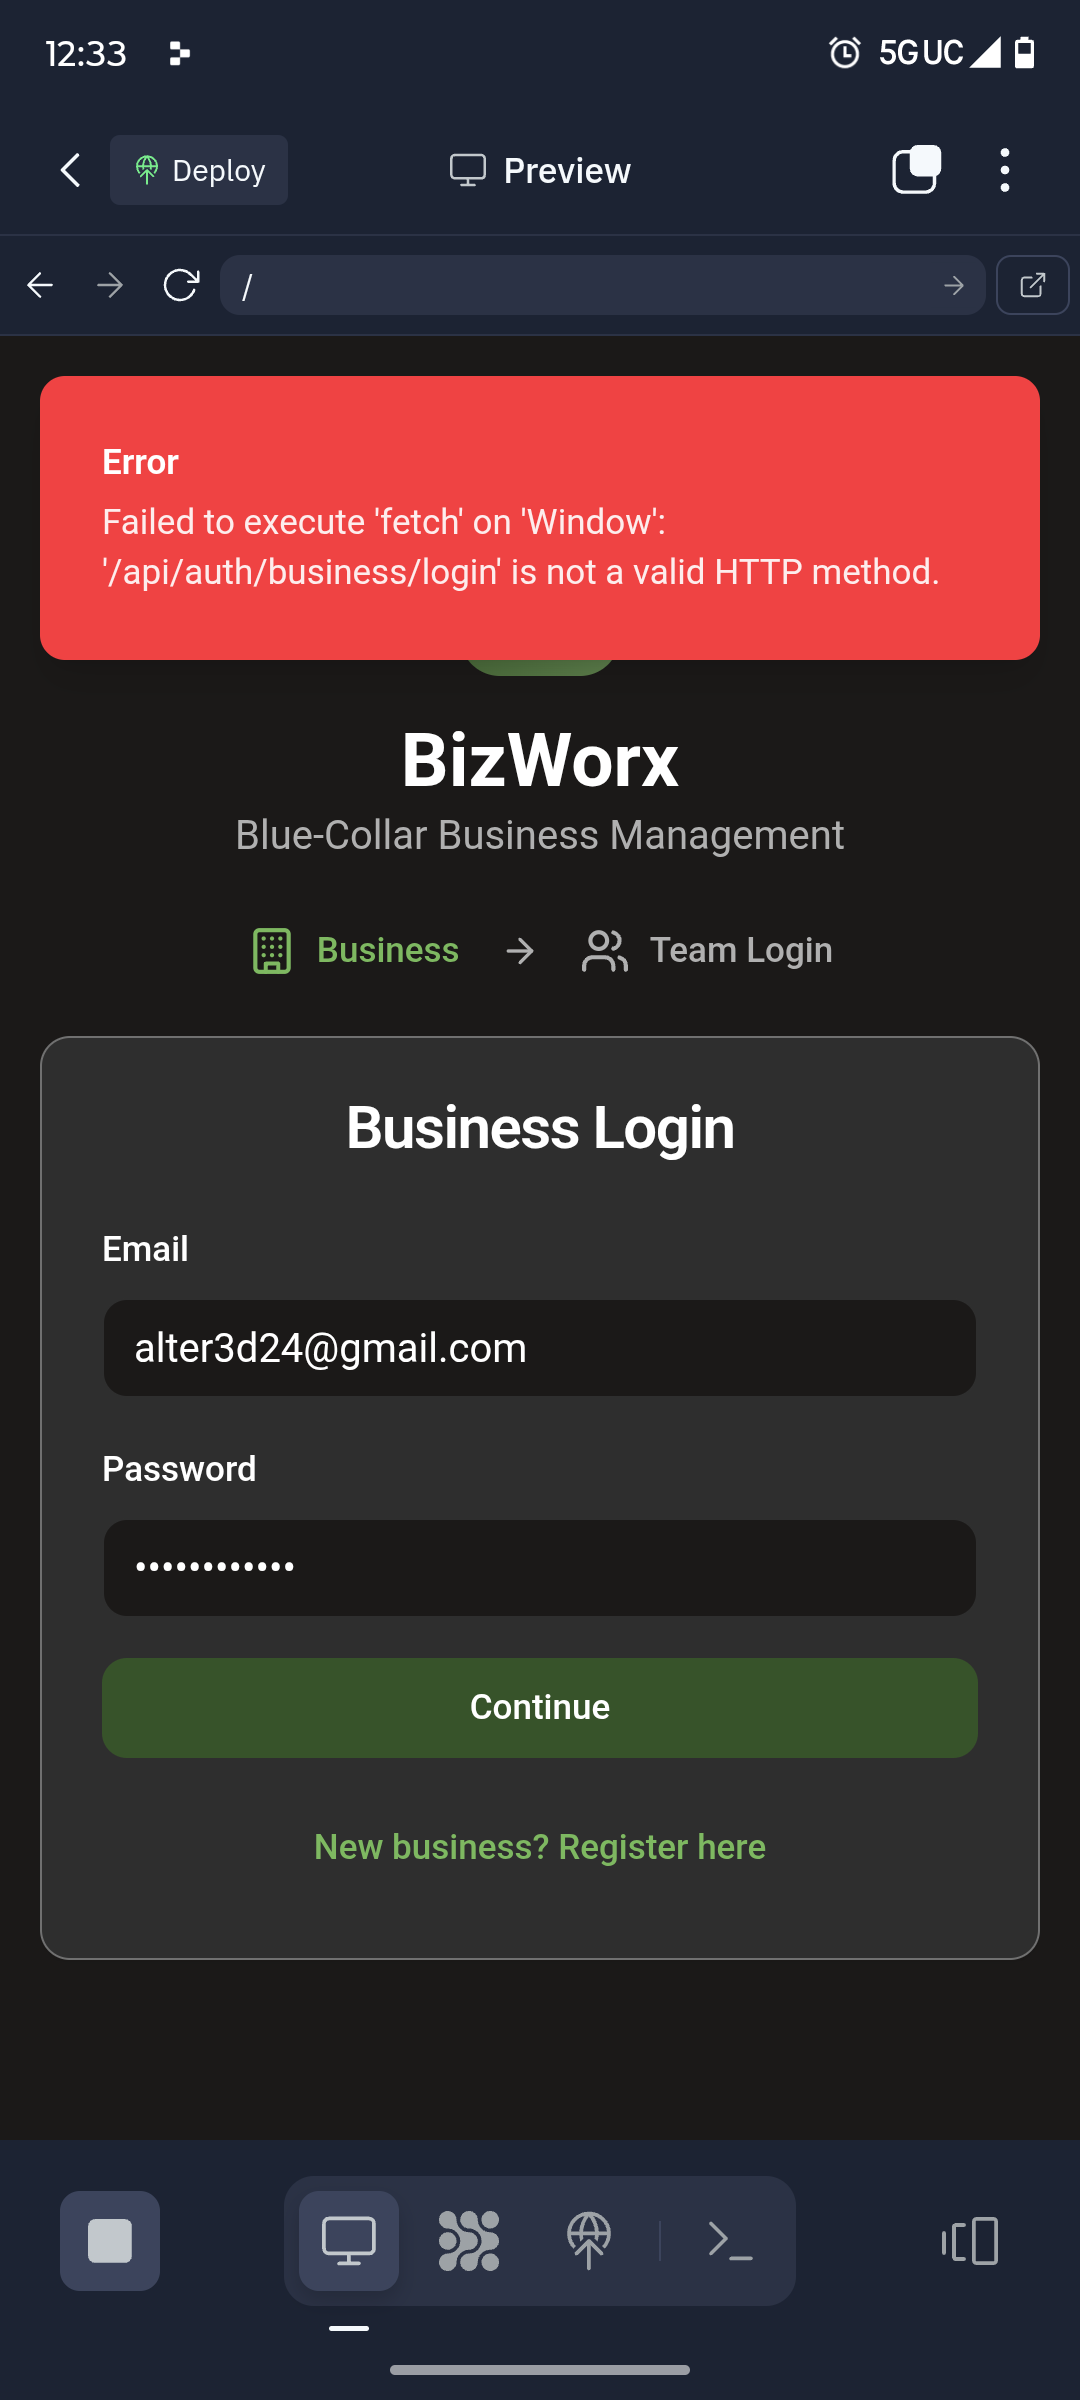 12:33
5G UC
Deploy
Preview
/
Error
Failed to execute 'fetch' on 'Window':
'/api/auth/business/login' is not a valid HTTP method.
BizWorx
Blue-Collar Business Management
Business
Team Login
Business Login
Email
alter3d24@gmail.com
Password
••••••••••••
Continue
New business? Register here